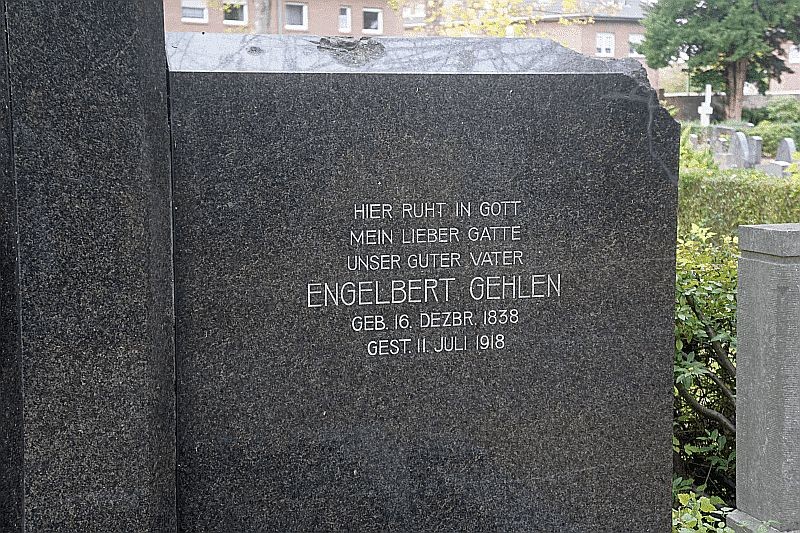 HIER RUHT IN GOTT
MEIN LIEBER GATTE
UNSER GUTER VATER
ENGELBERT GEHLEN
GEB. 16. DEZBR. 1838
GEST. 11. JULI 1918